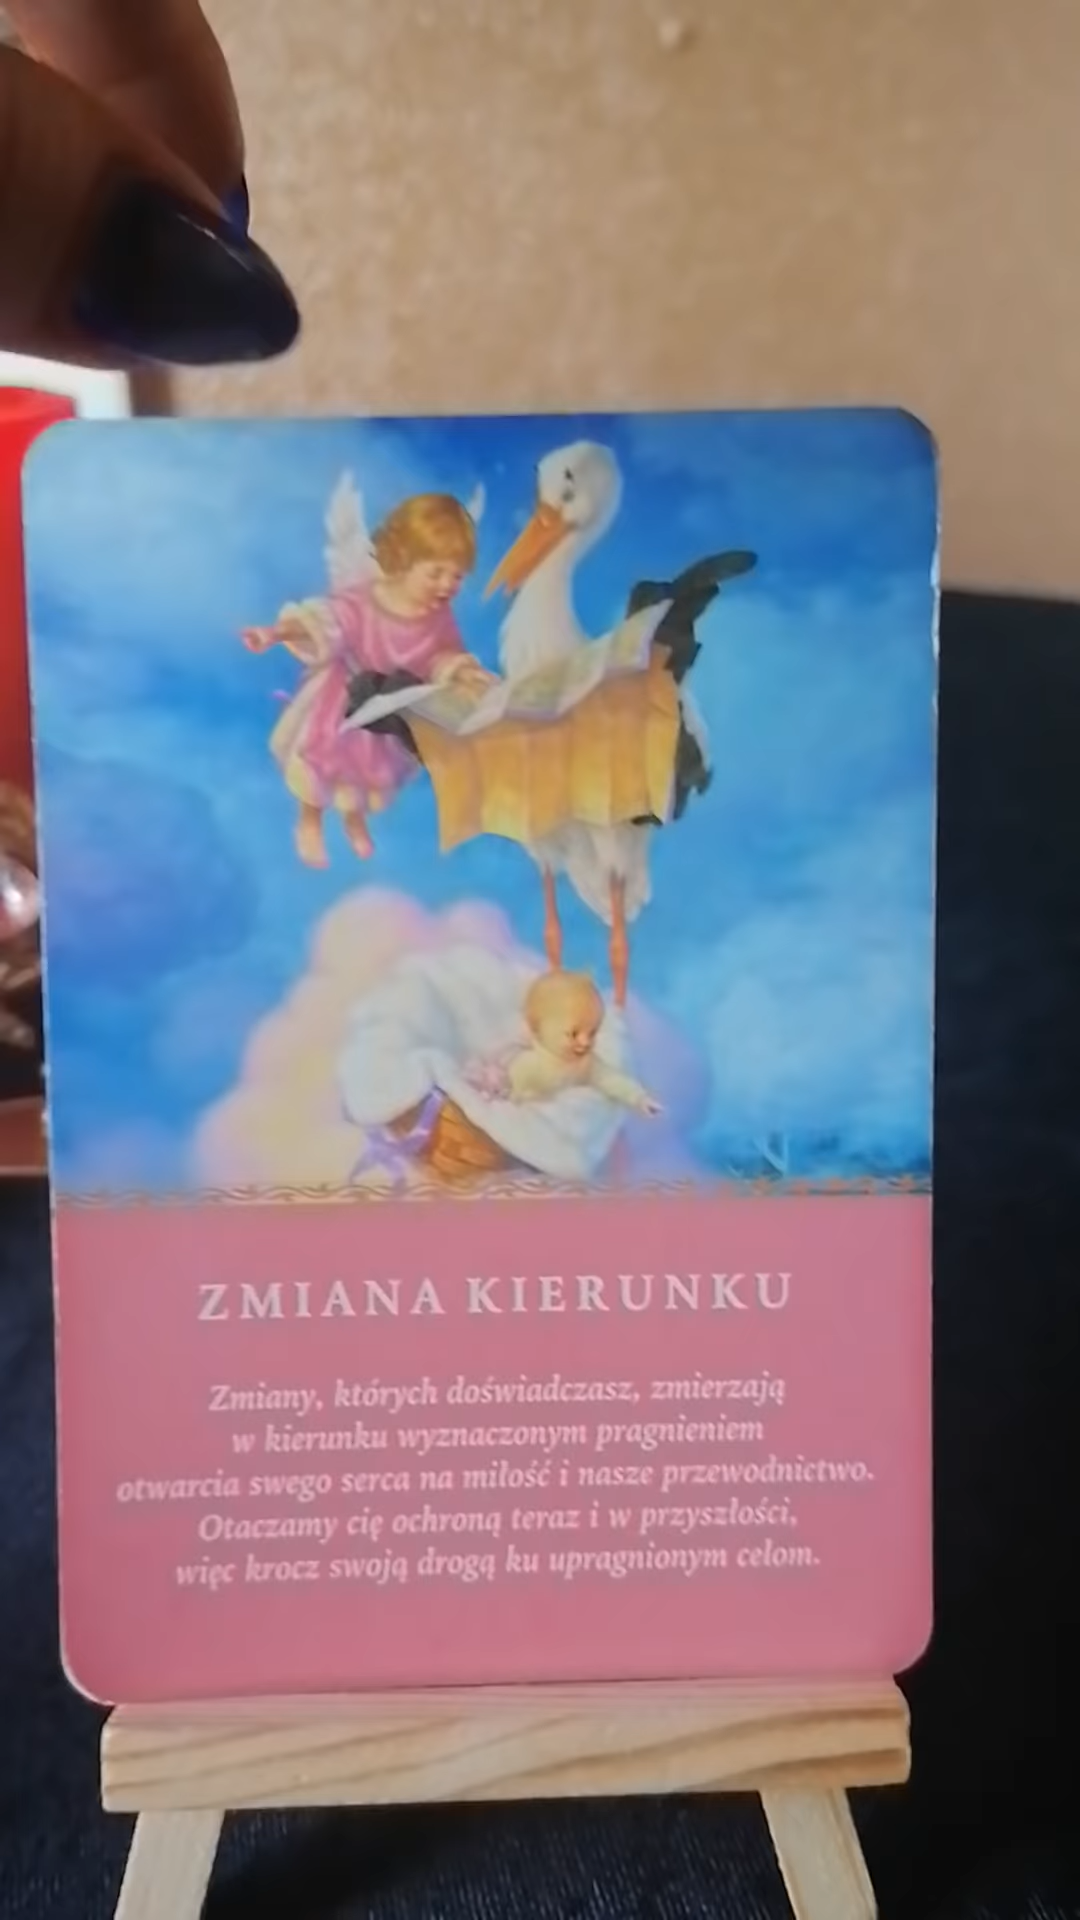 ZMIANA KIERUNKU
Zmiany, których doświadczasz, zmierzają
w kierunku wyznaczonym pragnieniem
otwarcia swego serca na miłość i nasze przewodnictwo.
Otaczamy cię ochroną teraz i w przyszłości,
więc krocz swoją drogą ku upragnionym celom.